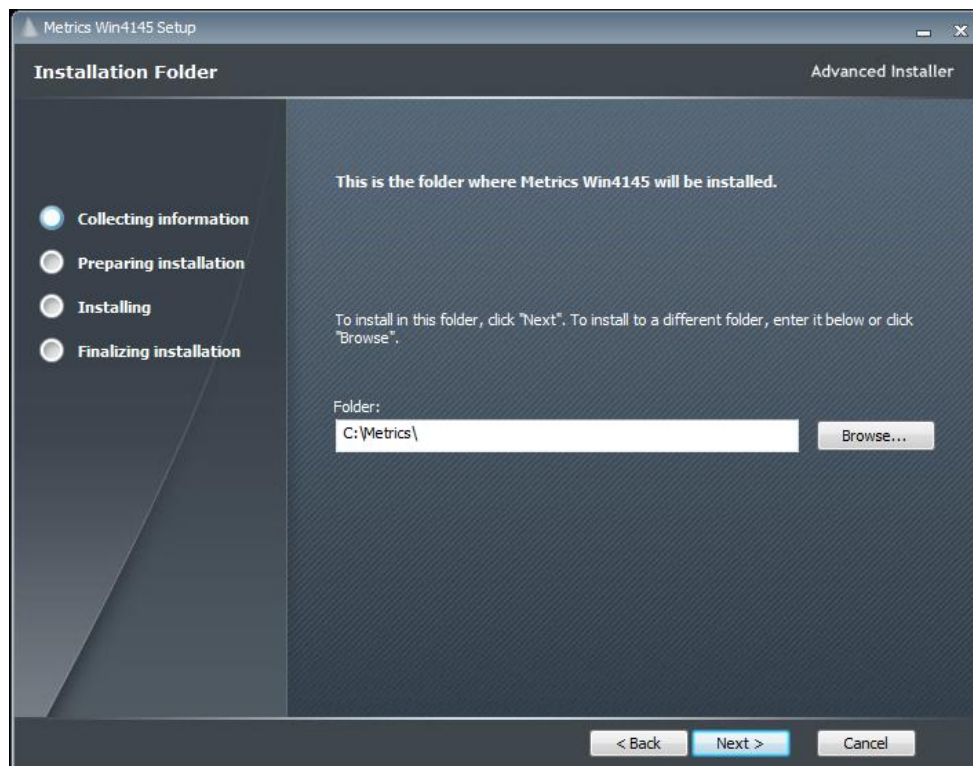 Metrics Win4145 Setup
Installation Folder
Advanced Installer
This is the folder where Metrics Win4145 will be installed.
Collecting information
Preparing installation
Installing
Finalizing installation
To install in this folder, click "Next". To install to a different folder, enter it below or click
"Browse".
Folder:
C:\Metrics\
Browse...
< Back
Next >
Cancel